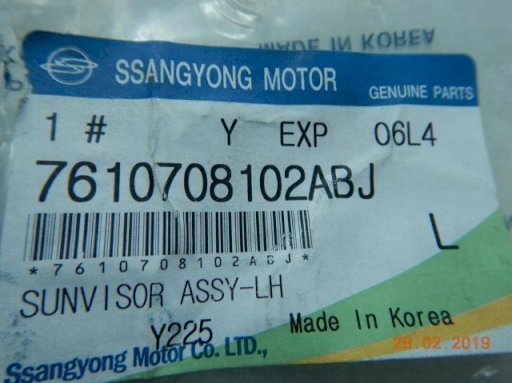 MADE IN KOREA
SSANGYONG MOTOR
GENUINE PARTS
1 # Y EXP 06L4
7610708102ABJ
L
*7610708102ABJ*
SUNVISOR ASSY-LH
Y225 Made In Korea
28.02.2019
Ssangyong Motor Co. LTD.,